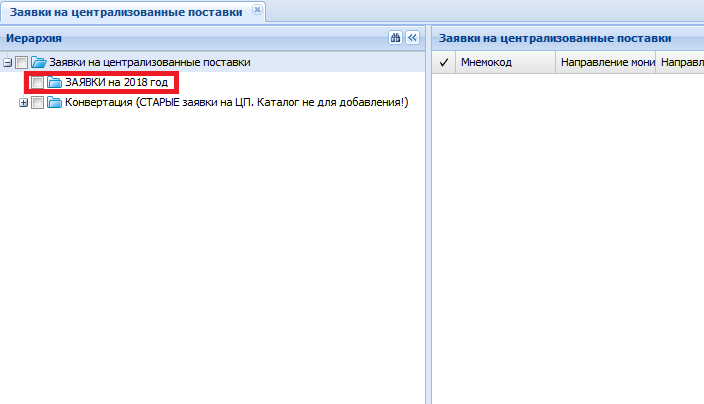 Заявки на централизованные поставки
Иерархия
Заявки на централизованные поставки
ЗАЯВКИ на 2018 год
Конвертация (СТАРЫЕ заявки на ЦП. Каталог не для добавления!)
Заявки на централизованные поставки
Мнемокод Направление мони Направл